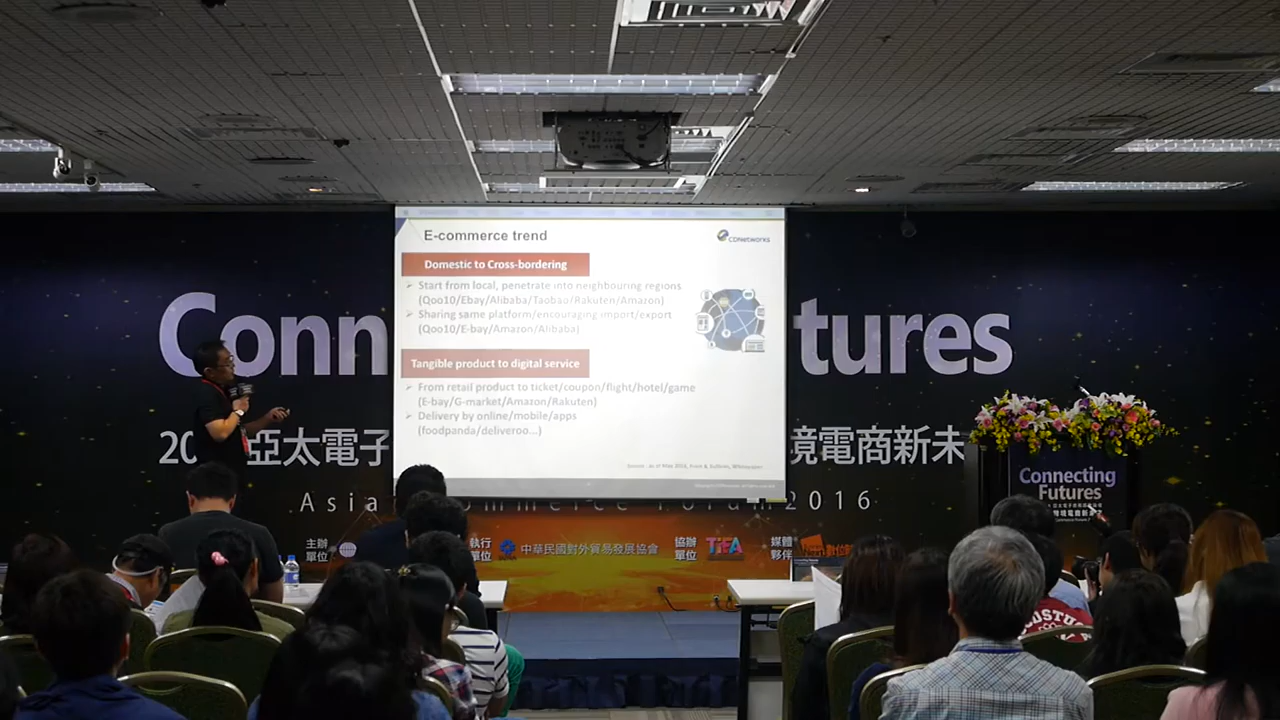 E-commerce trend
CDNetworks
Domestic to Cross-bordering
Start from local, penetrate into neighbouring regions
(Qoo10/Ebay/Alibaba/Taobao/Rakuten/Amazon)
Sharing same platform/encouraging import/export
(Qoo10/E-bay/Amazon/Alibaba)
Tangible product to digital service
From retail product to ticket/coupon/flight/hotel/game
(E-bay/G-market/Amazon/Rakuten)
Delivery by online/mobile/apps
(foodpanda/deliveroo...)
Conn tures
20 亞太電子 境電商新未
Asia ommerce Forum 2016
主辦
單位
執行
單位
中華民國對外貿易發展協會
協辦
單位
TiEA
媒體
夥伴
Connecting
Futures